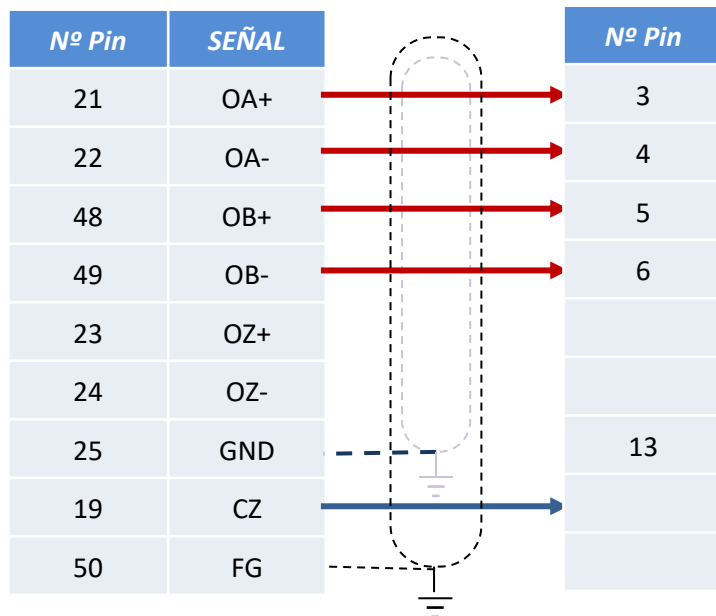 Nº Pin SEÑAL Nº Pin
21 OA+ 3
22 OA- 4
48 OB+ 5
49 OB- 6
23 OZ+
24 OZ-
25 GND 13
19 CZ
50 FG